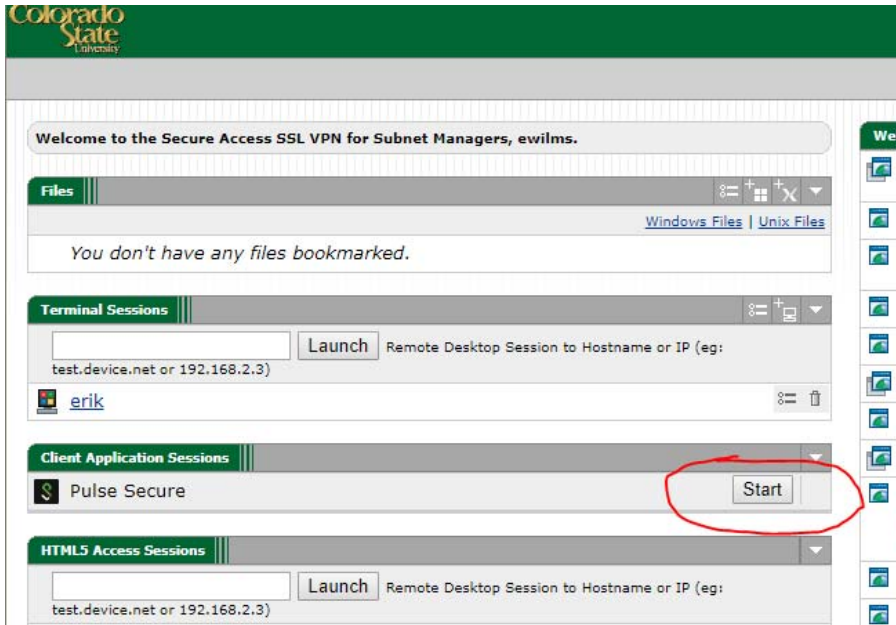 Colorado
State
University
Welcome to the Secure Access SSL VPN for Subnet Managers, ewilms.
Files
Windows Files | Unix Files
You don't have any files bookmarked.
Terminal Sessions
Launch Remote Desktop Session to Hostname or IP (eg:
test.device.net or 192.168.2.3)
erik
Client Application Sessions
S Pulse Secure Start
HTML5 Access Sessions
Launch Remote Desktop Session to Hostname or IP (eg:
test.device.net or 192.168.2.3)